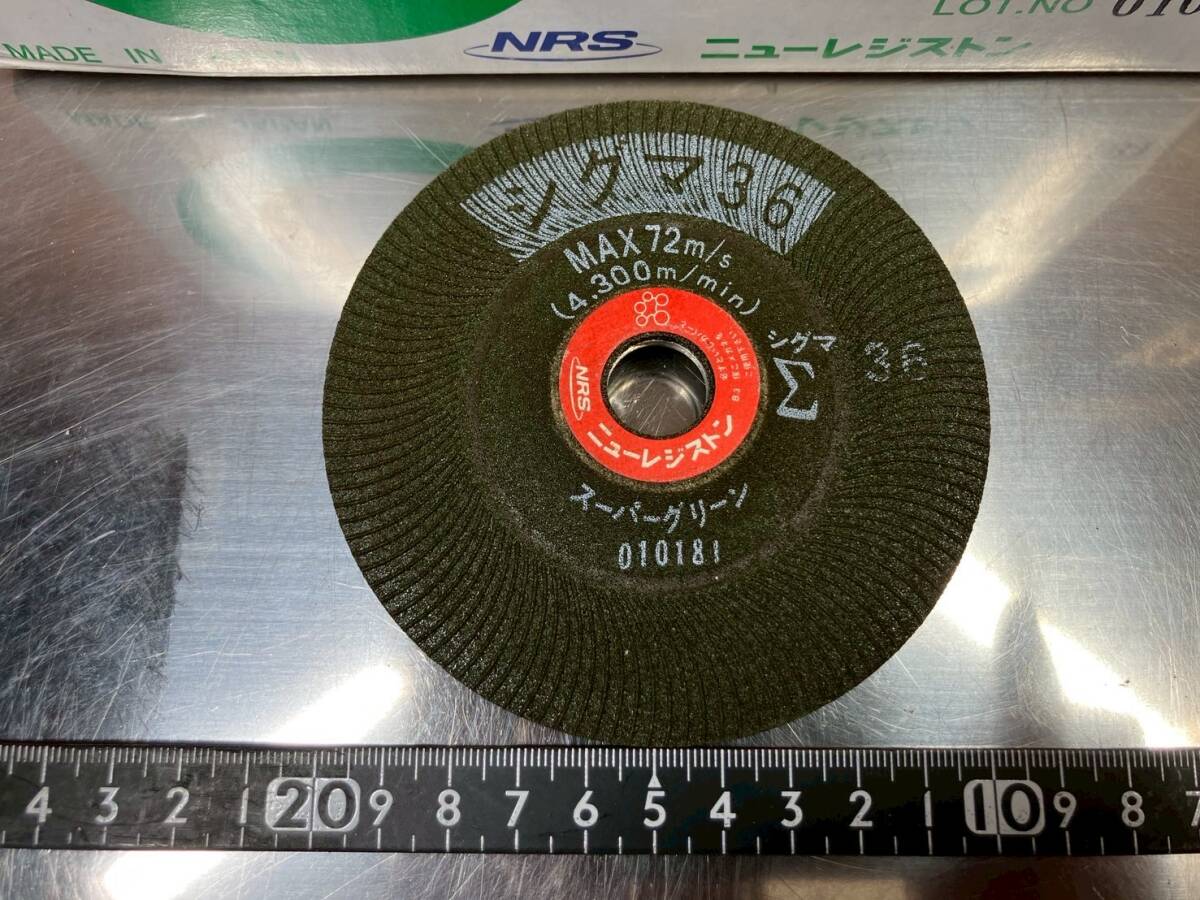 LOT.NO 010
MADE IN
NRS ニューレジストン
シグマ36
MAX72m/s
(4.300m/min)
シグマ
Σ 36
NRS ニューレジストン
スーパーグリーン
010181
4 3 2 1 20 9 8 7 6 5 4 3 2 1 10 9 8 7